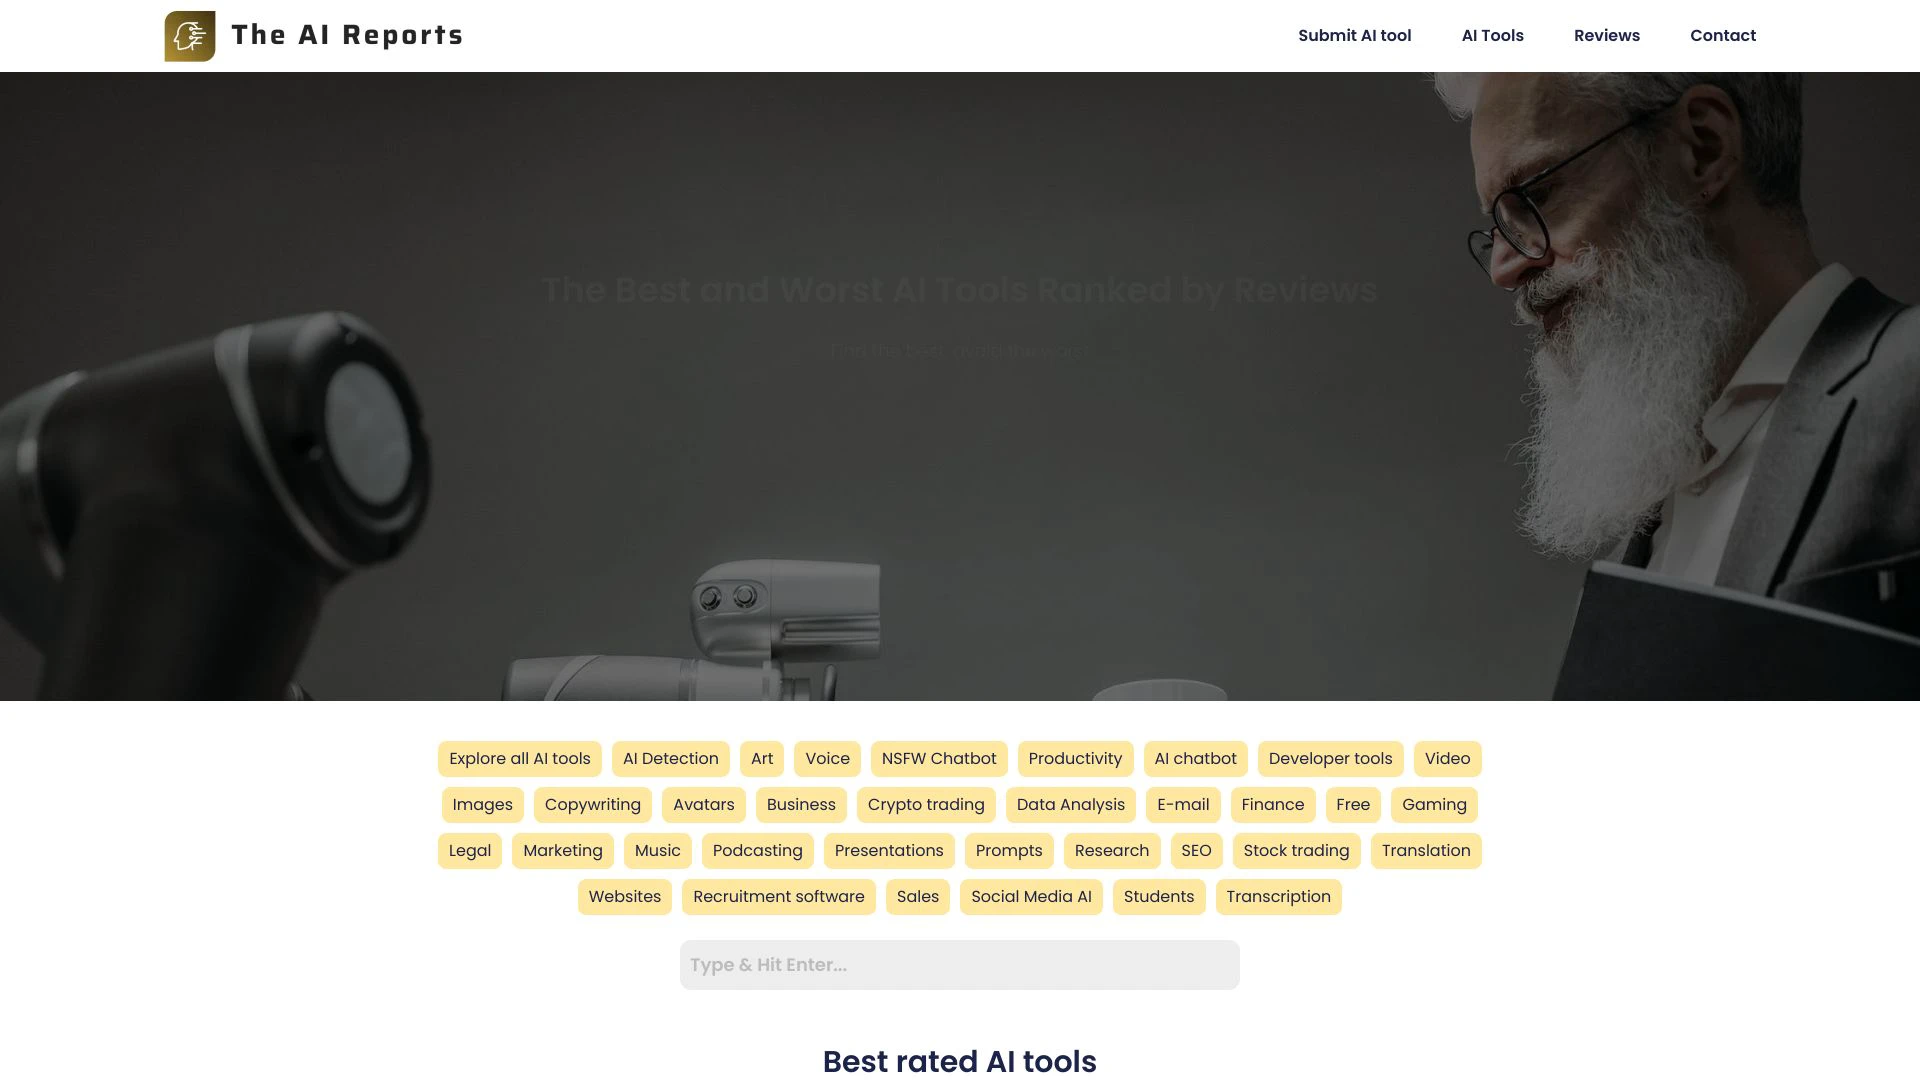 The AI Reports
Submit AI tool
AI Tools
Reviews
Contact
The Best and Worst AI Tools Ranked by Reviews
Find the best, avoid the worst
Explore all AI tools
AI Detection
Art
Voice
NSFW Chatbot
Productivity
AI chatbot
Developer tools
Video
Images
Copywriting
Avatars
Business
Crypto trading
Data Analysis
E-mail
Finance
Free
Gaming
Legal
Marketing
Music
Podcasting
Presentations
Prompts
Research
SEO
Stock trading
Translation
Websites
Recruitment software
Sales
Social Media AI
Students
Transcription
Type & Hit Enter...
Best rated AI tools